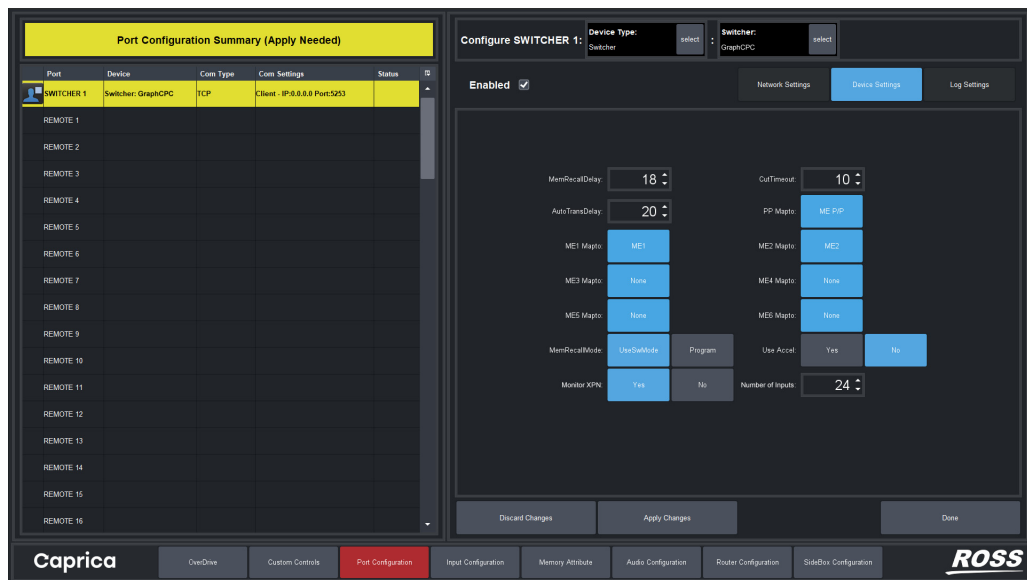 Port Configuration Summary (Apply Needed)
Port Device Com Type Com Settings Status
SWITCHER 1 Switcher: GraphCPC TCP Client - IP:0.0.0.0 Port:5253
REMOTE 1
REMOTE 2
REMOTE 3
REMOTE 4
REMOTE 5
REMOTE 6
REMOTE 7
REMOTE 8
REMOTE 9
REMOTE 10
REMOTE 11
REMOTE 12
REMOTE 13
REMOTE 14
REMOTE 15
REMOTE 16
Configure SWITCHER 1: Device Type: Switcher select : Switcher: GraphCPC select
Enabled Network Settings Device Settings Log Settings
MemRecallDelay: 18 CutTimeout: 10
AutoTransDelay: 20 PP Mapto: ME P/P
ME1 Mapto: ME1 ME2 Mapto: ME2
ME3 Mapto: None ME4 Mapto: None
ME5 Mapto: None ME6 Mapto: None
MemRecallMode: UseSwMode Program Use Accel: Yes No
Monitor XPN: Yes No Number of Inputs: 24
Discard Changes Apply Changes Done
Caprica OverDrive Custom Controls Port Configuration Input Configuration Memory Attribute Audio Configuration Router Configuration SideBox Configuration ROSS